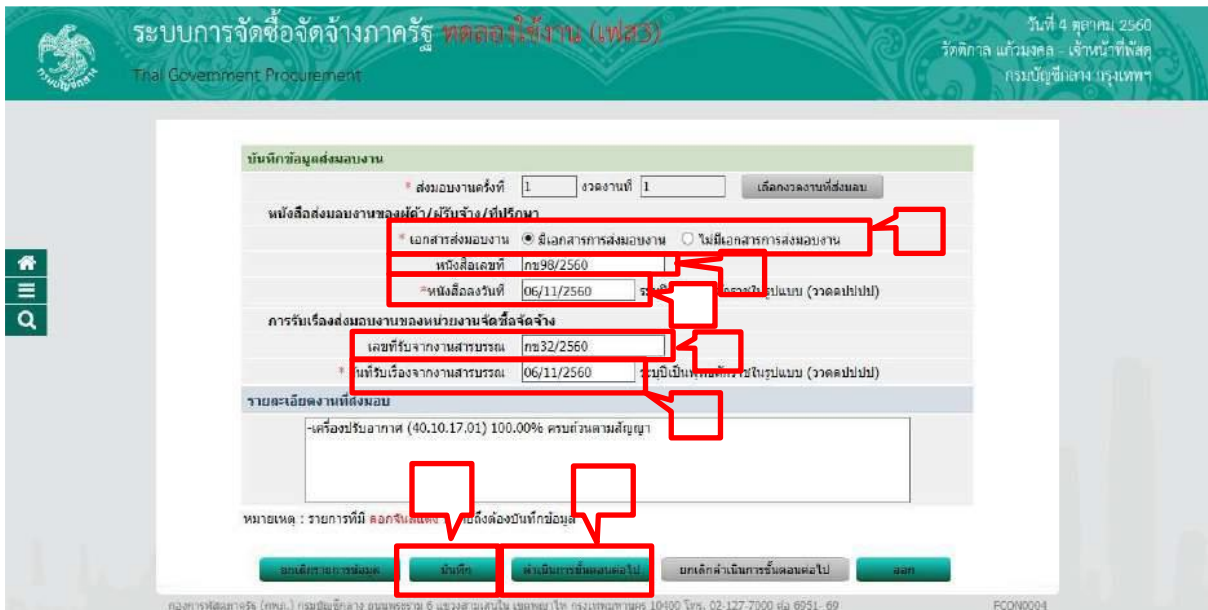 ระบบการจัดซื้อจัดจ้างภาครัฐ ทดลองใช้งาน (เฟส3)
Thai Government Procurement
วันที่ 4 ตุลาคม 2560
รัตติกาล แก้วมงคล - เจ้าหน้าที่พัสดุ
กรมบัญชีกลาง กรุงเทพฯ
บันทึกข้อมูลส่งมอบงาน
* ส่งมอบงานครั้งที่ 1 งวดงานที่ 1 เลือกงวดงานที่ส่งมอบ
หนังสือส่งมอบงานของผู้ค้า/ผู้รับจ้าง/ที่ปรึกษา
* เอกสารส่งมอบงาน มีเอกสารการส่งมอบงาน ไม่มีเอกสารการส่งมอบงาน
หนังสือเลขที่ กช98/2560
*หนังสือลงวันที่ 06/11/2560 (ววดดปปปป)
การรับเรื่องส่งมอบงานของหน่วยงานจัดซื้อจัดจ้าง
เลขที่รับจากงานสารบรรณ กช32/2560
* วันที่รับเรื่องจากงานสารบรรณ 06/11/2560 ระบุปีเป็นพุทธศักราชในรูปแบบ (ววดดปปปป)
รายละเอียดงานที่ส่งมอบ
-เครื่องปรับอากาศ (40.10.17.01) 100.00% ครบถ้วนตามสัญญา
หมายเหตุ : รายการที่มี ดอกจันสีแดง ถึงต้องบันทึกข้อมูล
ยกเลิกรายการข้อมูล บันทึก ดำเนินการขั้นตอนต่อไป ยกเลิกดำเนินการขั้นตอนต่อไป ออก
กองการพัสดุภาครัฐ (กพภ.) กรมบัญชีกลาง ถนนพระราม 6 แขวงสามเสนใน เขตพญาไท กรุงเทพมหานคร 10400 โทร. 02-127-7000 ต่อ 6951- 69 FCON0004